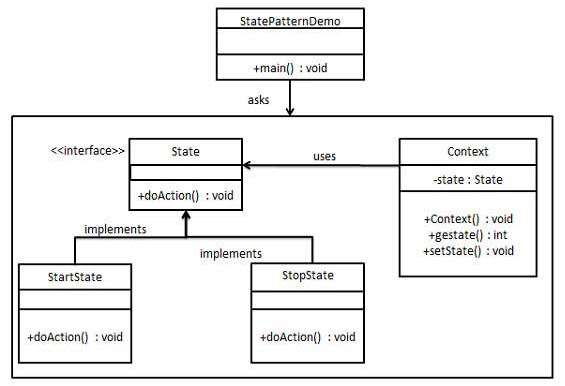 StatePatternDemo
+main() : void
asks
<<interface>>
State
+doAction() : void
uses
Context
-state : State
+Context() : void
+gestate() : int
+setState() : void
implements
implements
StartState
+doAction() : void
StopState
+doAction() : void